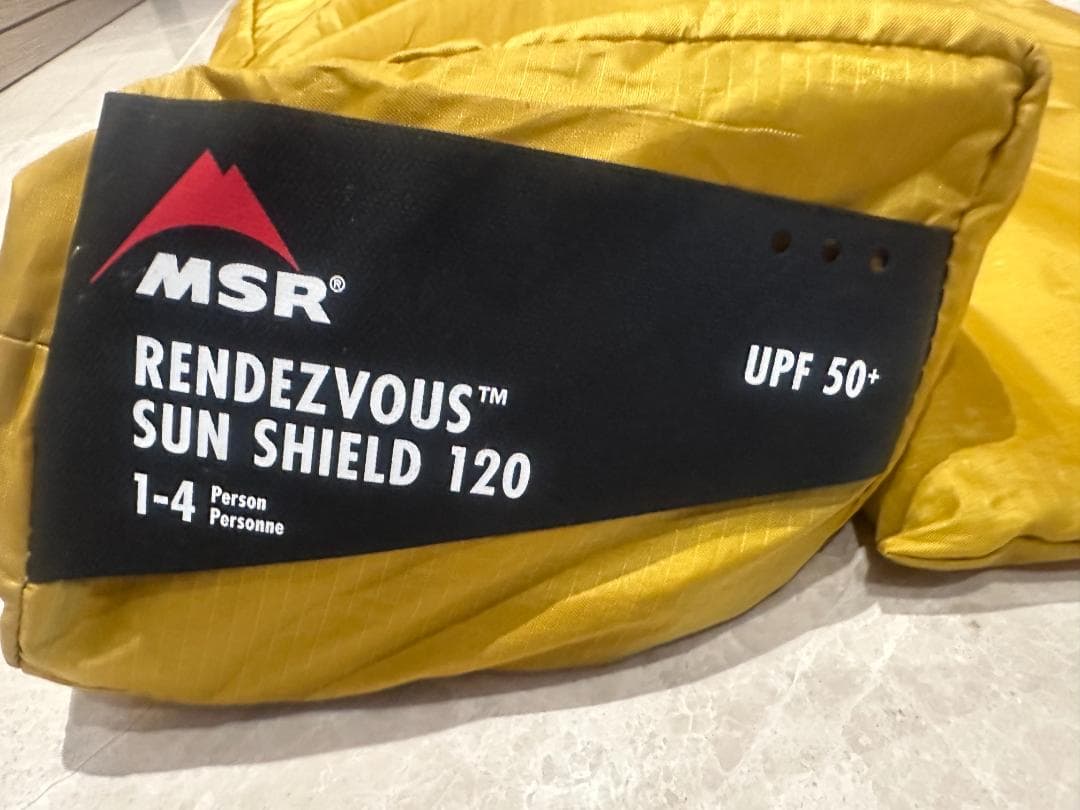 MSR®
RENDEZVOUS™
SUN SHIELD 120
1-4 Person
Personne
UPF 50+